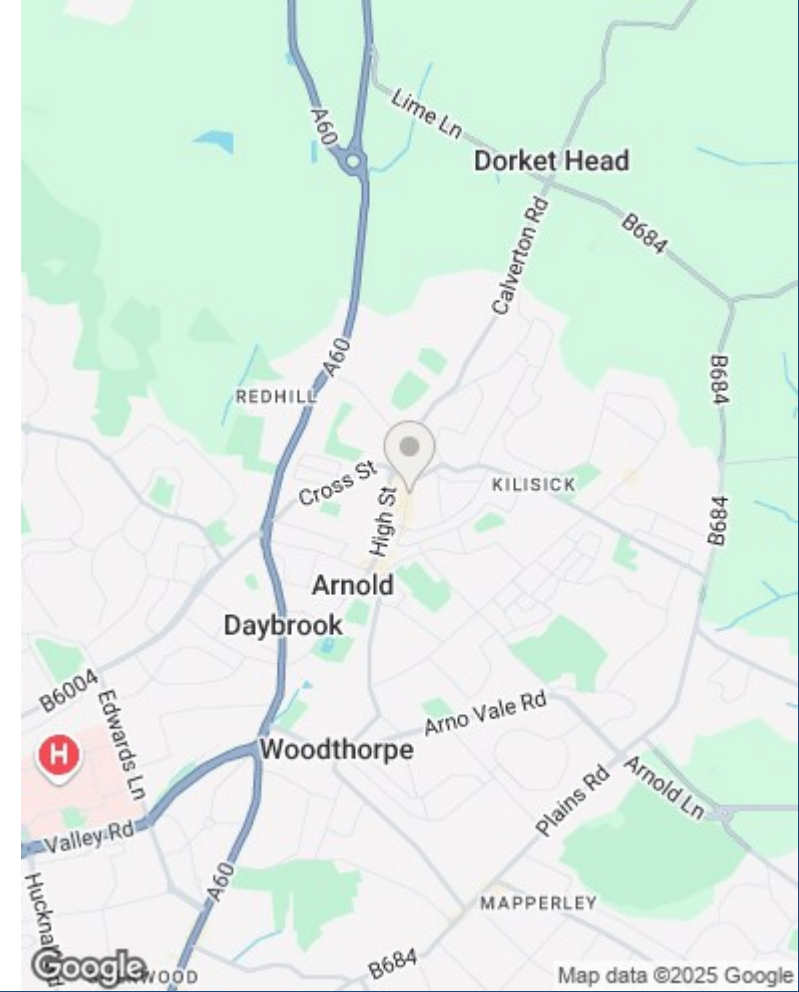 A60
Lime Ln
Dorket Head
B684
Calverton Rd
A60
B684
REDHILL
Cross St
High St
KILISICK
B684
Arnold
Daybrook
B6004
Edwards Ln
Arno Vale Rd
H
Woodthorpe
Plains Rd
Arnold Ln
Valley Rd
A60
MAPPERLEY
B684
Google
Map data ©2025 Google